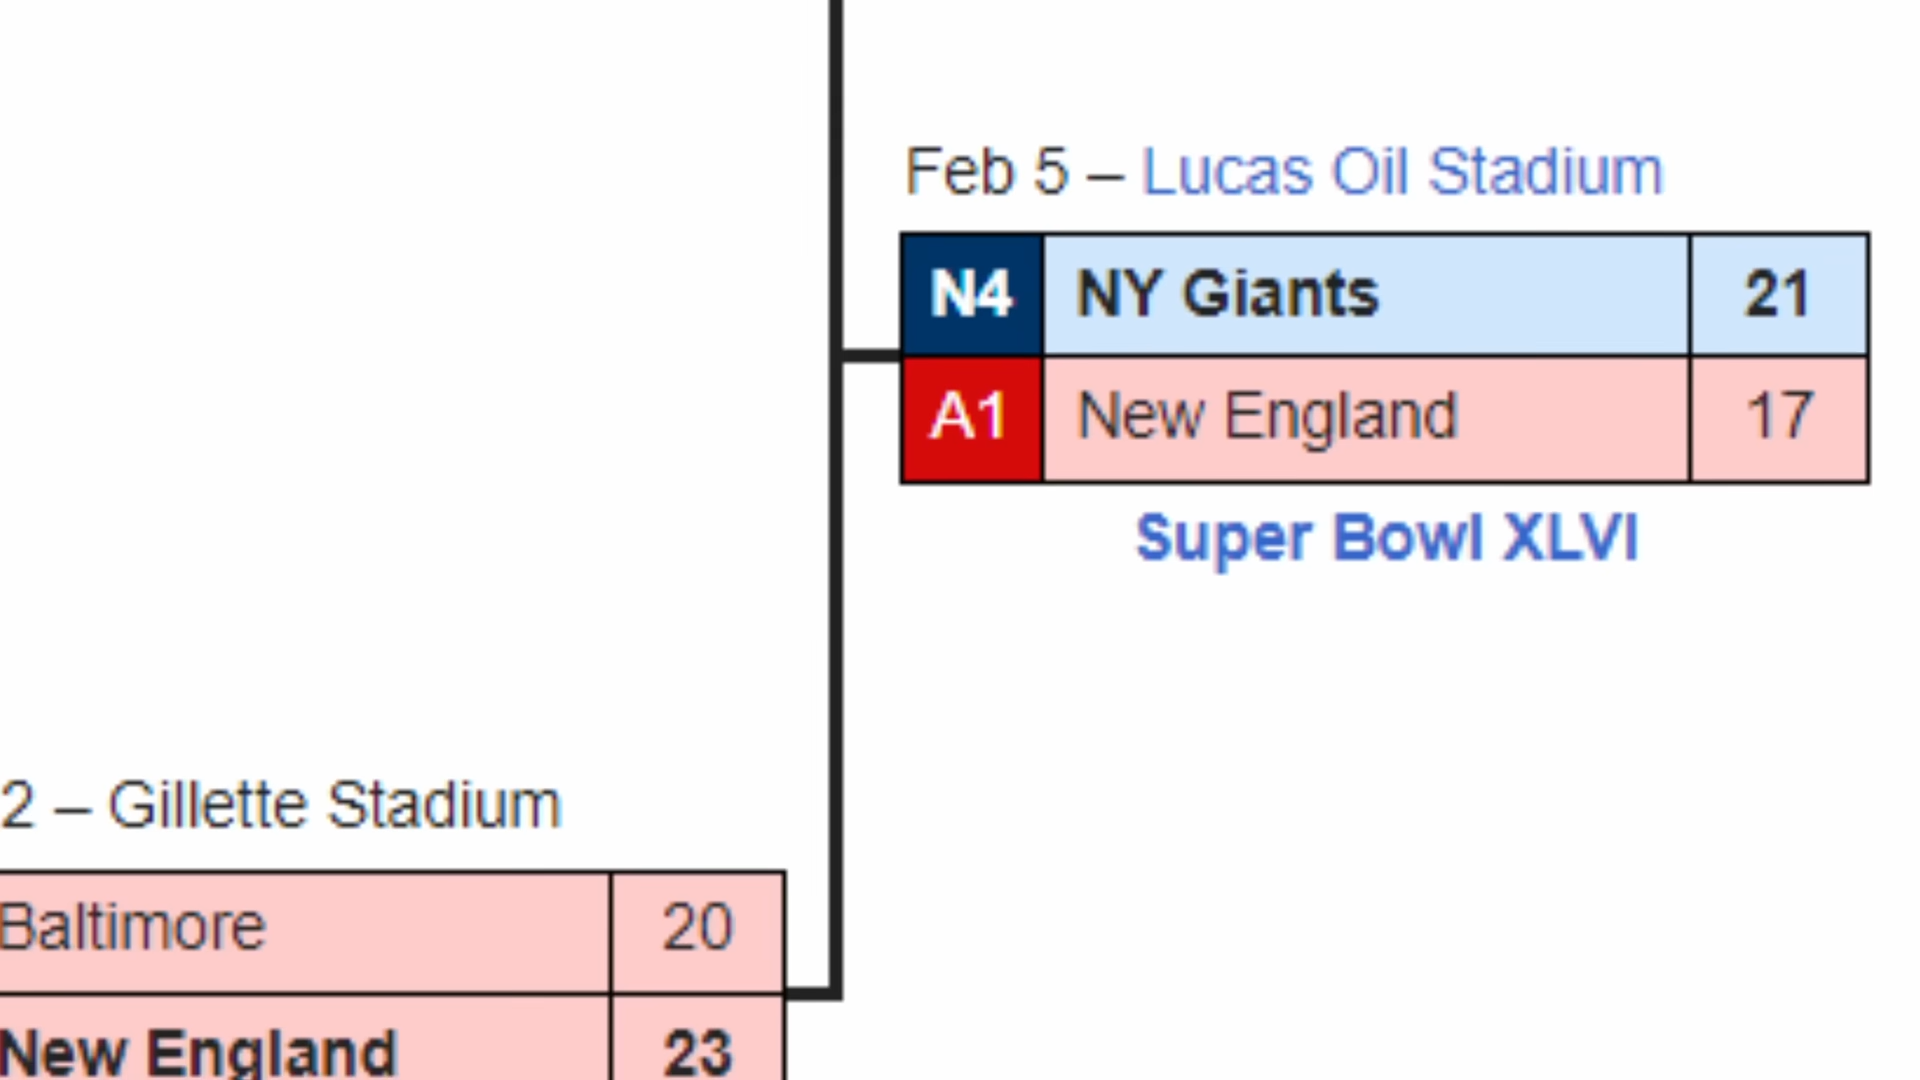 Feb 5 – Lucas Oil Stadium
N4 NY Giants 21
A1 New England 17
Super Bowl XLVI
2 – Gillette Stadium
Baltimore 20
New England 23